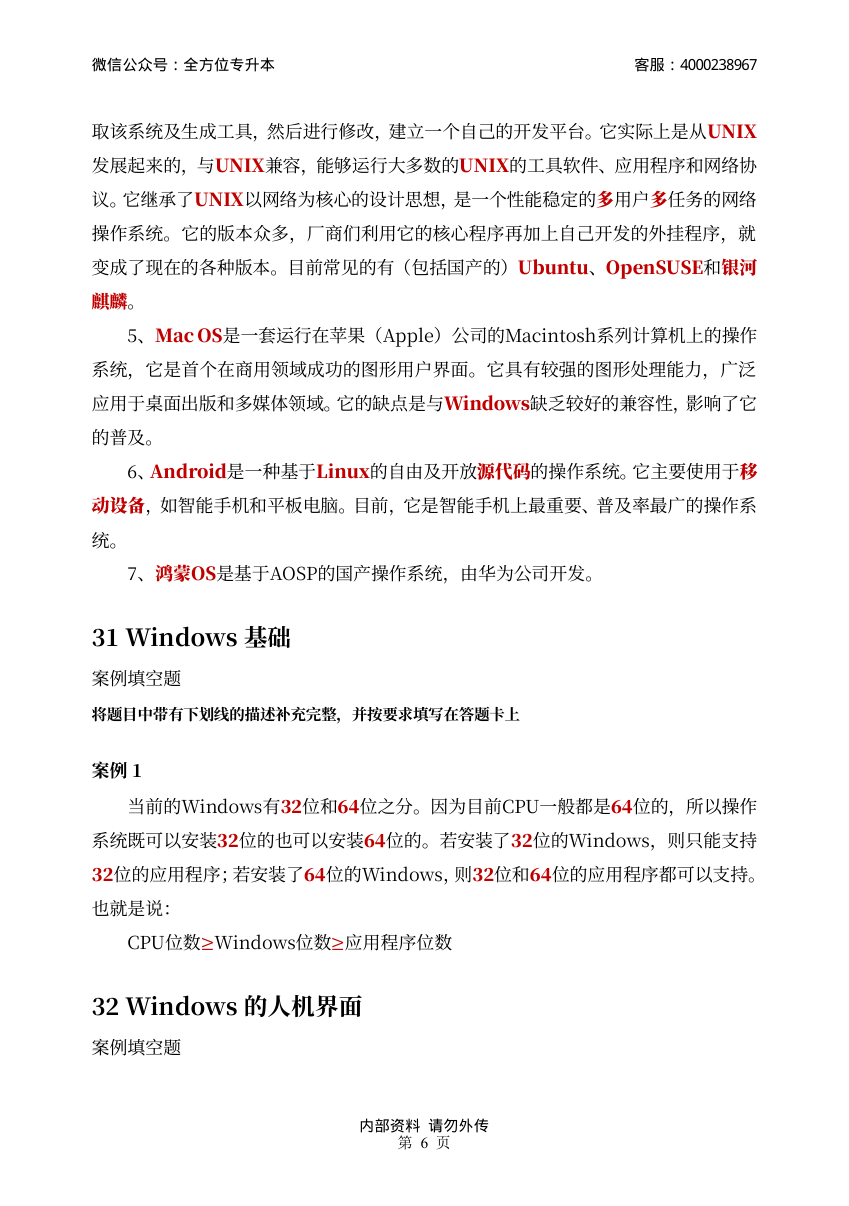 微信公众号：全方位专升本
客服：4000238967
取该系统及生成工具，然后进行修改，建立一个自己的开发平台。它实际上是从UNIX
发展起来的，与UNIX兼容，能够运行大多数的UNIX的工具软件、应用程序和网络协
议。它继承了UNIX以网络为核心的设计思想，是一个性能稳定的多用户多任务的网络
操作系统。它的版本众多，厂商们利用它的核心程序再加上自己开发的外挂程序，就
变成了现在的各种版本。目前常见的有（包括国产的）Ubuntu、OpenSUSE和银河
麒麟。
5、Mac OS是一套运行在苹果（Apple）公司的Macintosh系列计算机上的操作
系统，它是首个在商用领域成功的图形用户界面。它具有较强的图形处理能力，广泛
应用于桌面出版和多媒体领域。它的缺点是与Windows缺乏较好的兼容性，影响了它
的普及。
6、Android是一种基于Linux的自由及开放源代码的操作系统。它主要使用于移
动设备，如智能手机和平板电脑。目前，它是智能手机上最重要、普及率最广的操作系
统。
7、鸿蒙OS是基于AOSP的国产操作系统，由华为公司开发。
31 Windows 基础
案例填空题
将题目中带有下划线的描述补充完整，并按要求填写在答题卡上
案例 1
当前的Windows有32位和64位之分。因为目前CPU一般都是64位的，所以操作
系统既可以安装32位的也可以安装64位的。若安装了32位的Windows，则只能支持
32位的应用程序；若安装了64位的Windows，则32位和64位的应用程序都可以支持。
也就是说：
CPU位数≥Windows位数≥应用程序位数
32 Windows 的人机界面
案例填空题
内部资料 请勿外传
第 6 页